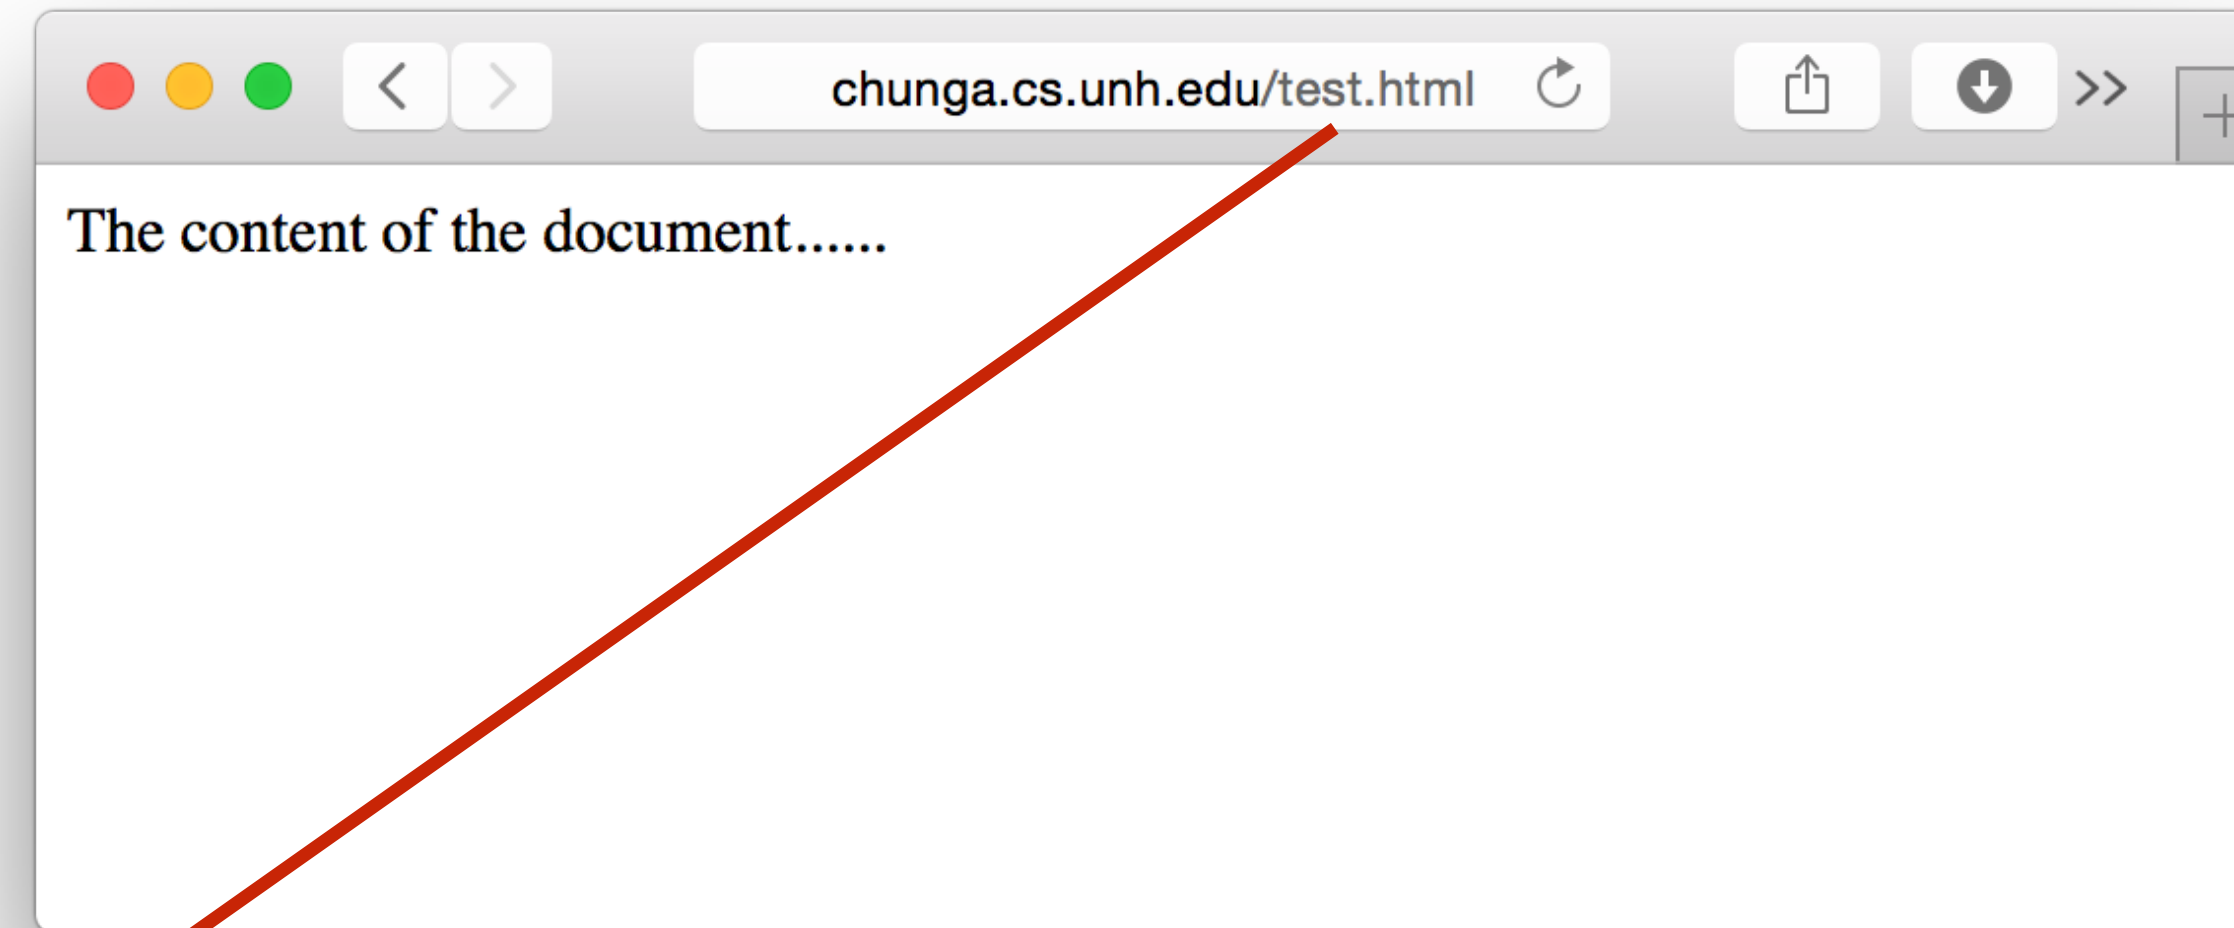 chunga.cs.unh.edu/test.html
The content of the document......